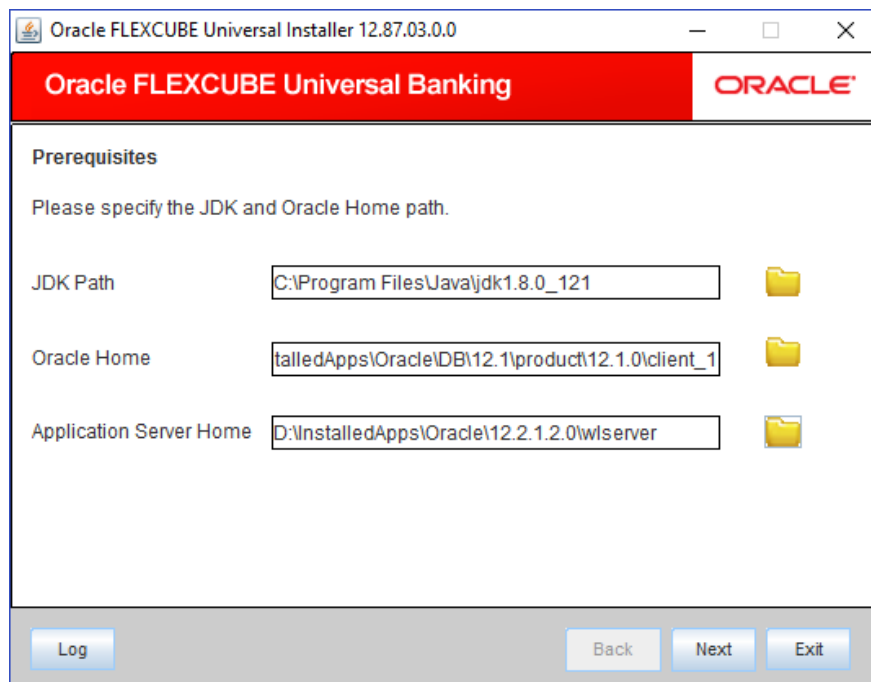 Oracle FLEXCUBE Universal Installer 12.87.03.0.0
Oracle FLEXCUBE Universal Banking
ORACLE
Prerequisites
Please specify the JDK and Oracle Home path.
JDK Path C:\Program Files\Java\jdk1.8.0_121
Oracle Home talledApps\Oracle\DB\12.1\product\12.1.0\client_1
Application Server Home D:\InstalledApps\Oracle\12.2.1.2.0\wlserver
Log Back Next Exit